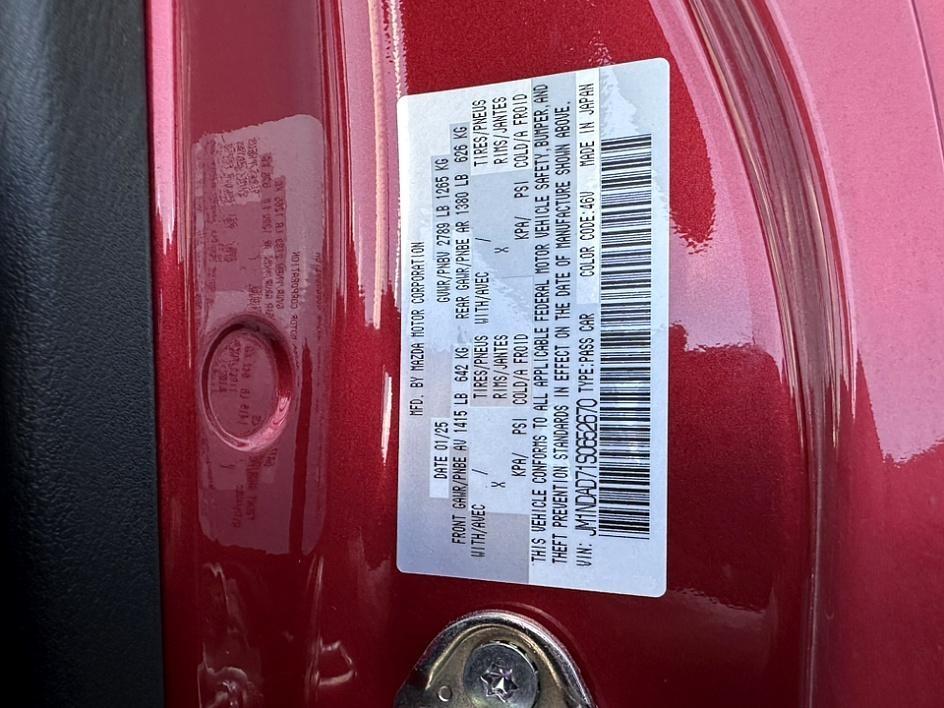 MFD. BY MAZDA MOTOR CORPORATION
DATE 01/25 GVWR/PNBV 2789 LB 1265 KG
FRONT GAWR/PNBE AV 1415 LB 642 KG REAR GAWR/PNBE AR 1380 LB 626 KG
WITH/AVEC / TIRES/PNEUS WITH/AVEC / TIRES/PNEUS
X RIMS/JANTES X RIMS/JANTES
KPA/ PSI COLD/A FROID KPA/ PSI COLD/A FROID
THIS VEHICLE CONFORMS TO ALL APPLICABLE FEDERAL MOTOR VEHICLE SAFETY,BUMPER,AND
THEFT PREVENTION STANDARDS IN EFFECT ON THE DATE OF MANUFACTURE SHOWN ABOVE.
VIN: JM1NDAD71S0652670 TYPE:PASS CAR COLOR CODE:46V MADE IN JAPAN